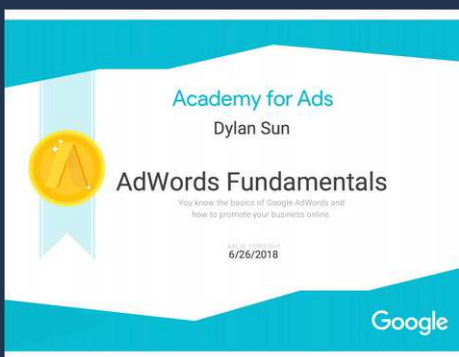 Academy for Ads
Dylan Sun
AdWords Fundamentals
You know the basics of Google AdWords and
how to promote your business online.
VALID THROUGH
6/26/2018
Google